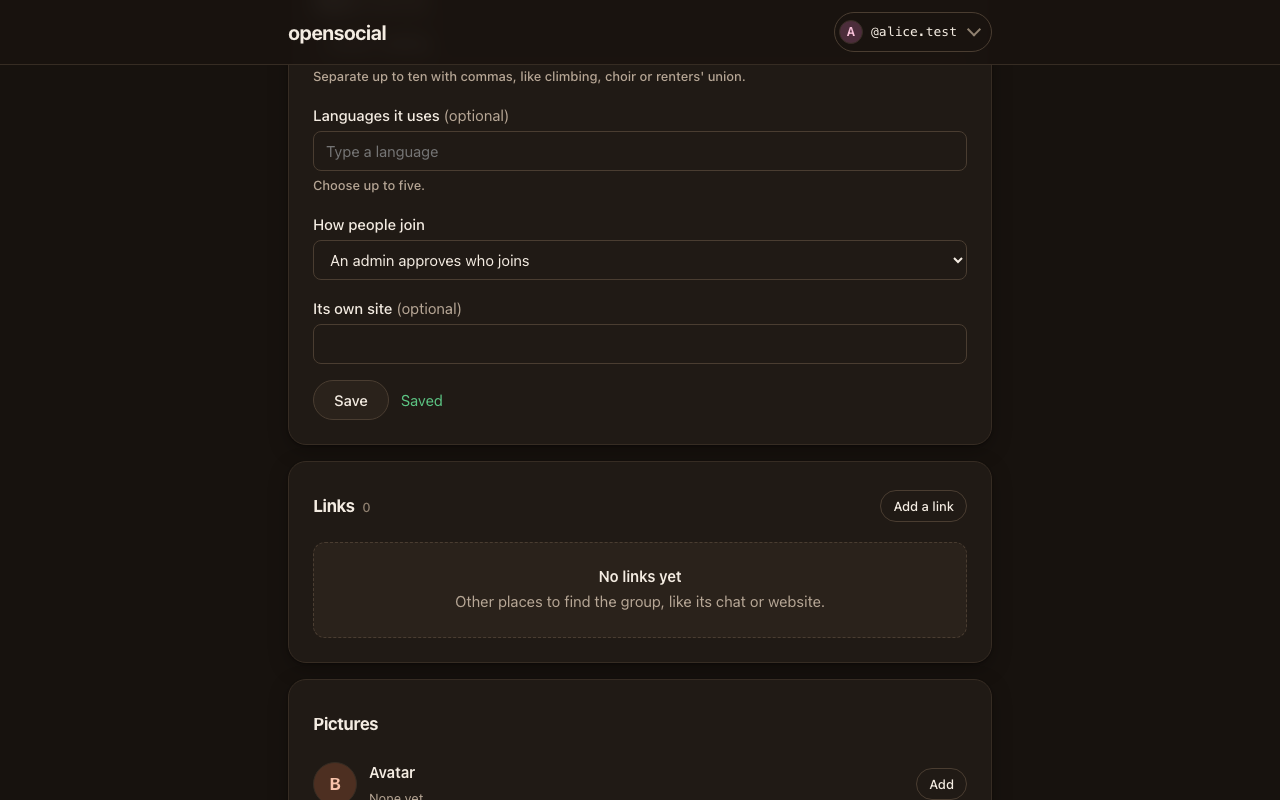 opensocial
A @alice.test
Separate up to ten with commas, like climbing, choir or renters' union.
Languages it uses (optional)
Type a language
Choose up to five.
How people join
An admin approves who joins
Its own site (optional)
Save Saved
Links 0 Add a link
No links yet
Other places to find the group, like its chat or website.
Pictures
B Avatar Add
None yet